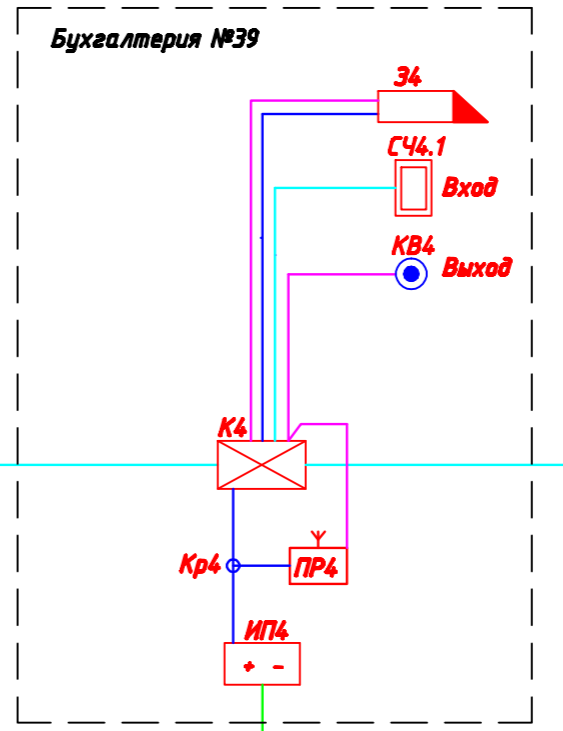 Бухгалтерия №39
З4
СЧ4.1
Вход
КВ4
Выход
К4
Кр4
ПР4
ИП4
+ -